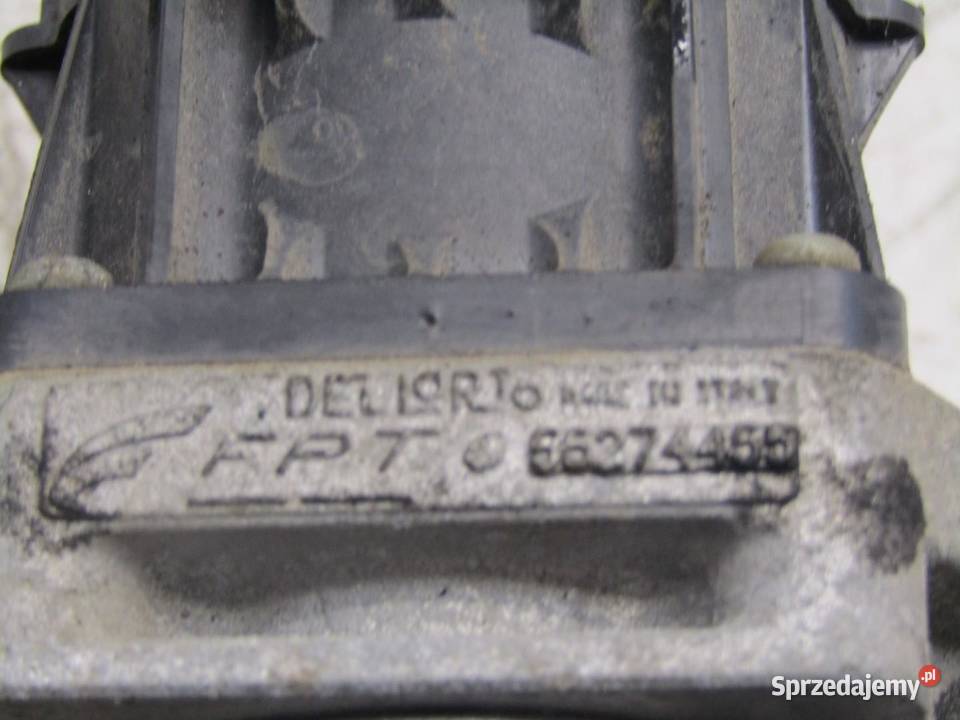 DELLORTO MADE IN ITALY
FPT 55274455
Sprzedajemy.pl